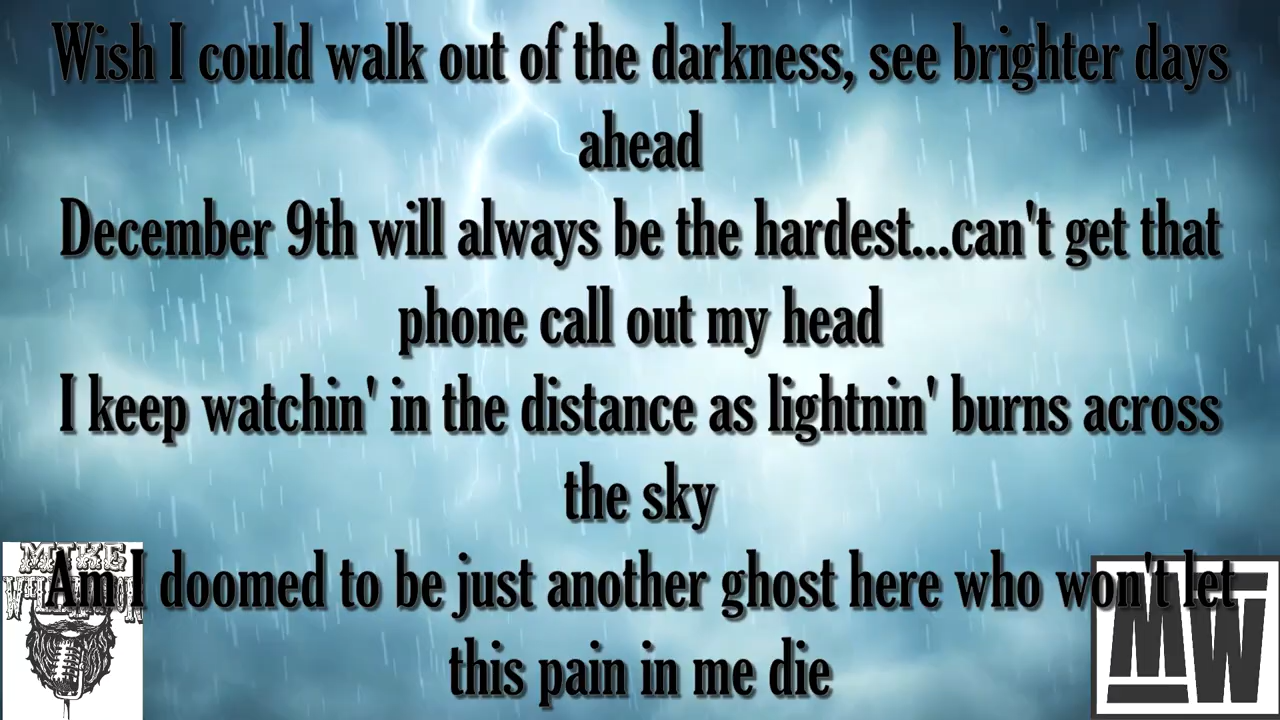 Wish I could walk out of the darkness, see brighter days
ahead
December 9th will always be the hardest...can't get that
phone call out my head
I keep watchin' in the distance as lightnin' burns across
the sky
Am I doomed to be just another ghost here who won't let
this pain in me die
MIKE
MW